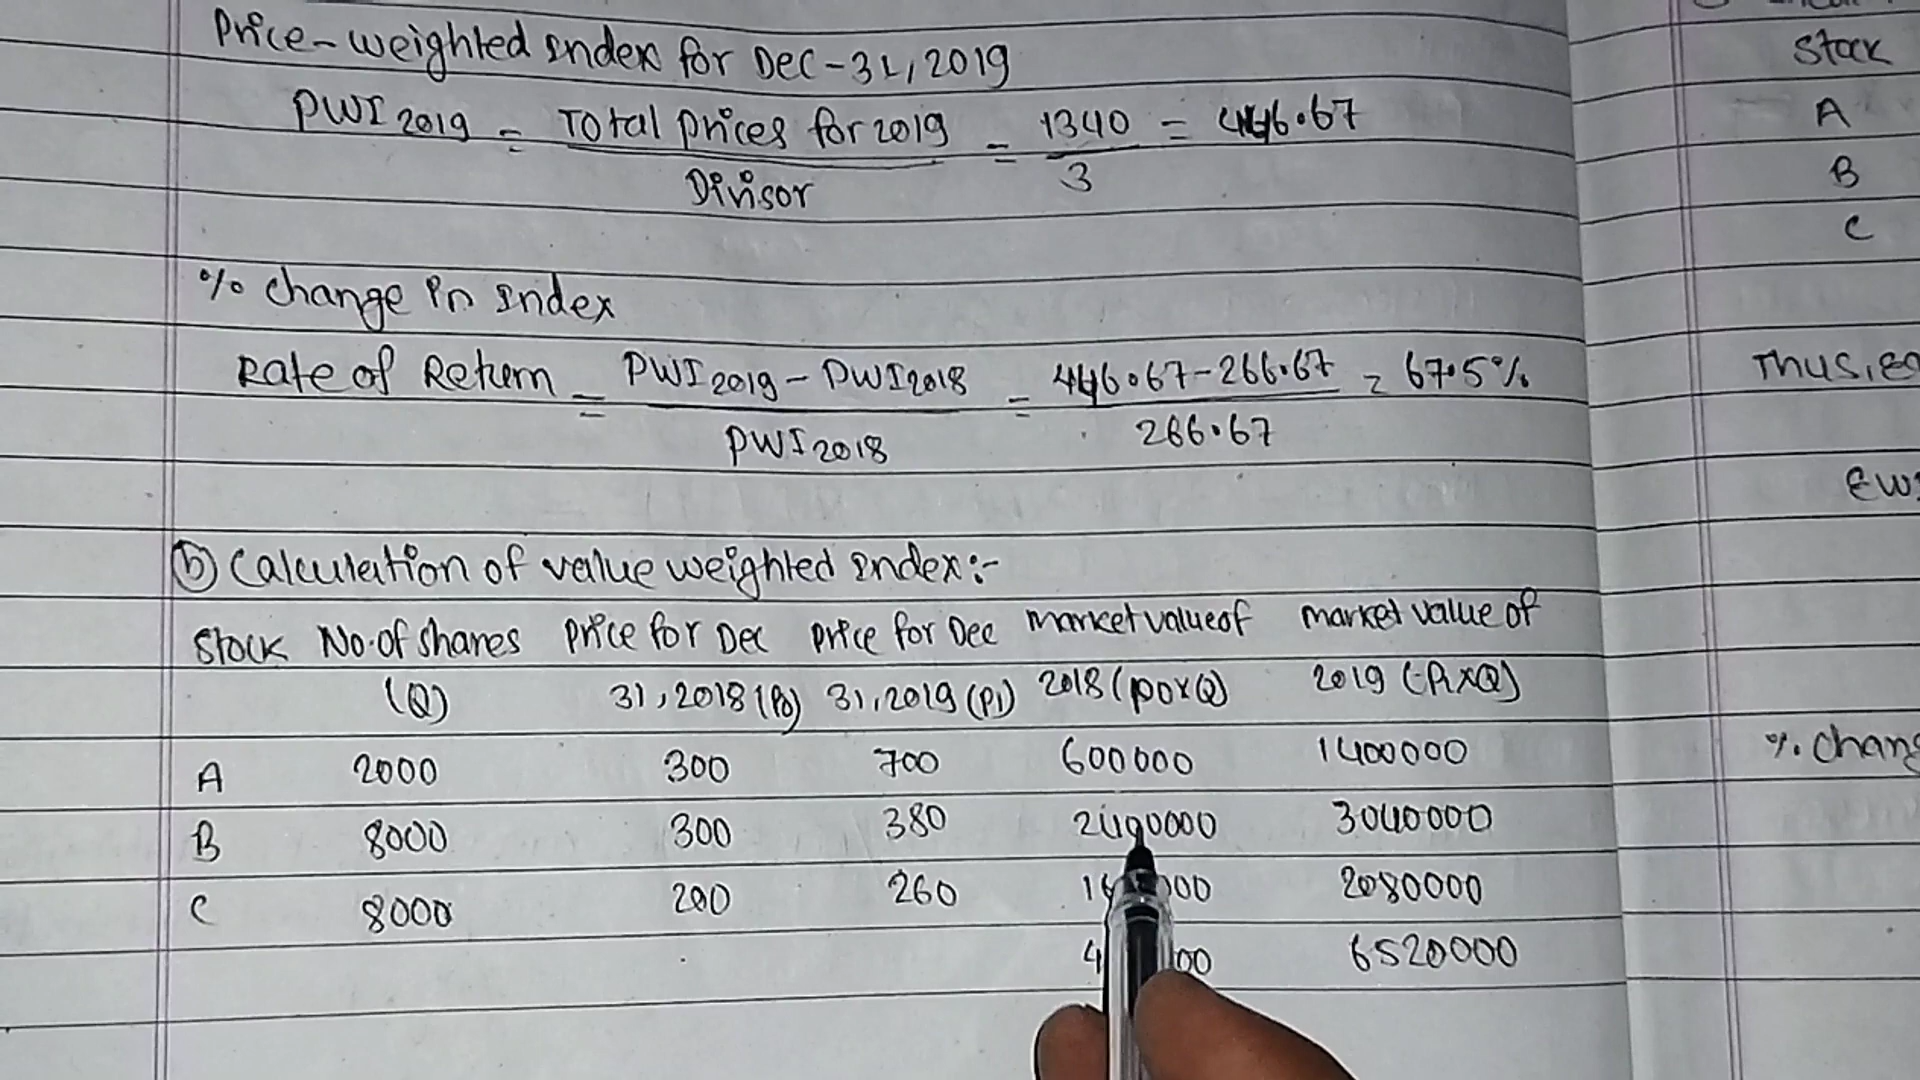 Price-weighted Index for Dec-31, 2019
PWI 2019 = Total Prices for 2019 / Divisor = 1340 / 3 = 446.67
% change in Index
Rate of Return = PWI 2019 - PWI 2018 / PWI 2018 = 446.67-266.67 / 266.67 = 67.5%
b) Calculation of value weighted Index:-
Stock No. of shares Price for Dec Price for Dec market value of market value of
(Q) 31, 2018 (P0) 31, 2019 (P1) 2018 (P0xQ) 2019 (P1xQ)
A 2000 300 700 600000 1400000
B 8000 300 380 2400000 3040000
C 8000 200 260 2080000
6520000
Stock
A
B
C
Thus,